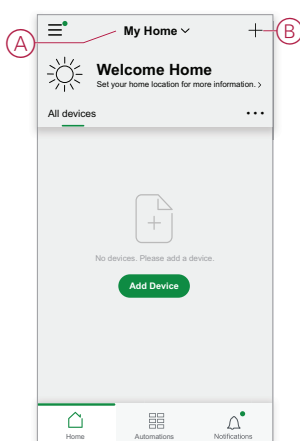 A
My Home
B
Welcome Home
Set your home location for more information. >
All devices
No devices. Please add a device.
Add Device
Home
Automations
Notifications